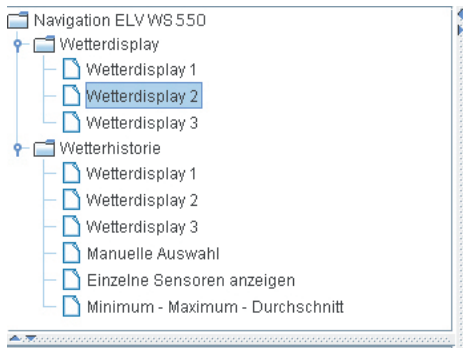 Navigation ELV WS 550
Wetterdisplay
Wetterdisplay 1
Wetterdisplay 2
Wetterdisplay 3
Wetterhistorie
Wetterdisplay 1
Wetterdisplay 2
Wetterdisplay 3
Manuelle Auswahl
Einzelne Sensoren anzeigen
Minimum - Maximum - Durchschnitt